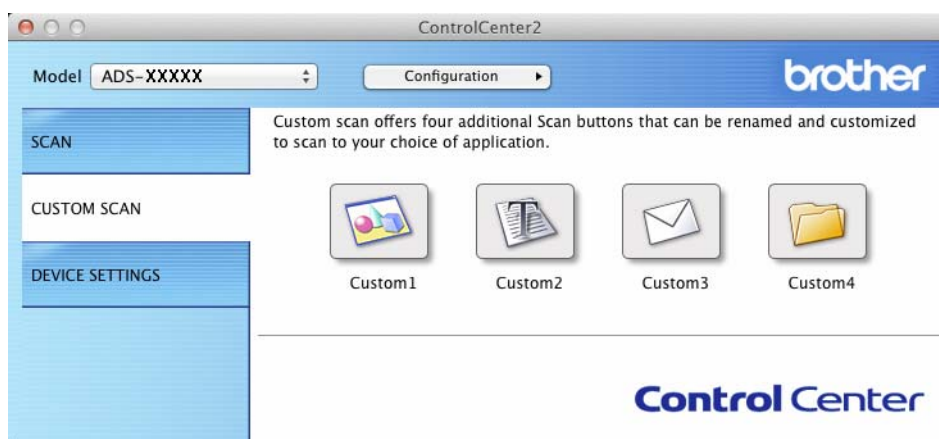 ControlCenter2
Model ADS-XXXXX Configuration brother
SCAN
CUSTOM SCAN
DEVICE SETTINGS
Custom scan offers four additional Scan buttons that can be renamed and customized
to scan to your choice of application.
Custom1 Custom2 Custom3 Custom4
Control Center